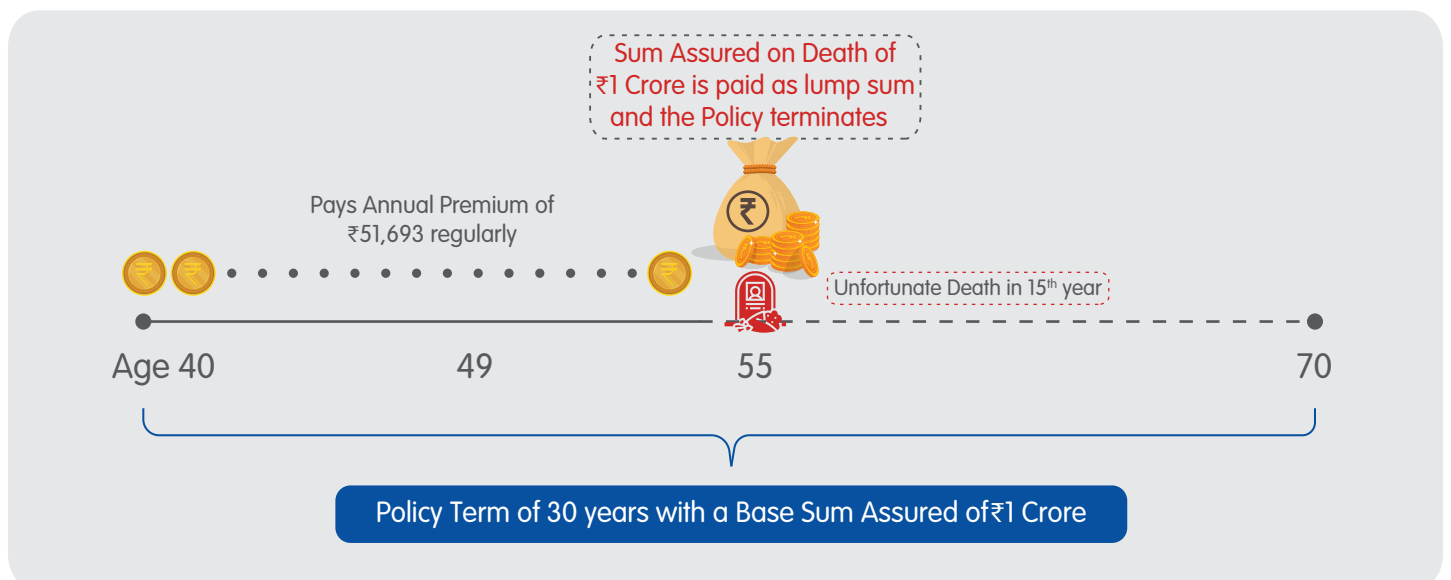 Sum Assured on Death of
₹1 Crore is paid as lump sum
and the Policy terminates
Pays Annual Premium of
₹51,693 regularly
₹
₹
₹
₹
Unfortunate Death in 15th year
Age 40
49
55
70
Policy Term of 30 years with a Base Sum Assured of ₹1 Crore